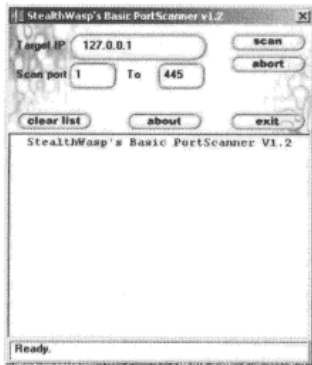 StealthWasp's Basic PortScanner v1.2
Target IP 127.0.0.1 scan
abort
Scan port 1 To 445
clear list about exit
StealthWasp's Basic PortScanner V1.2
Ready.